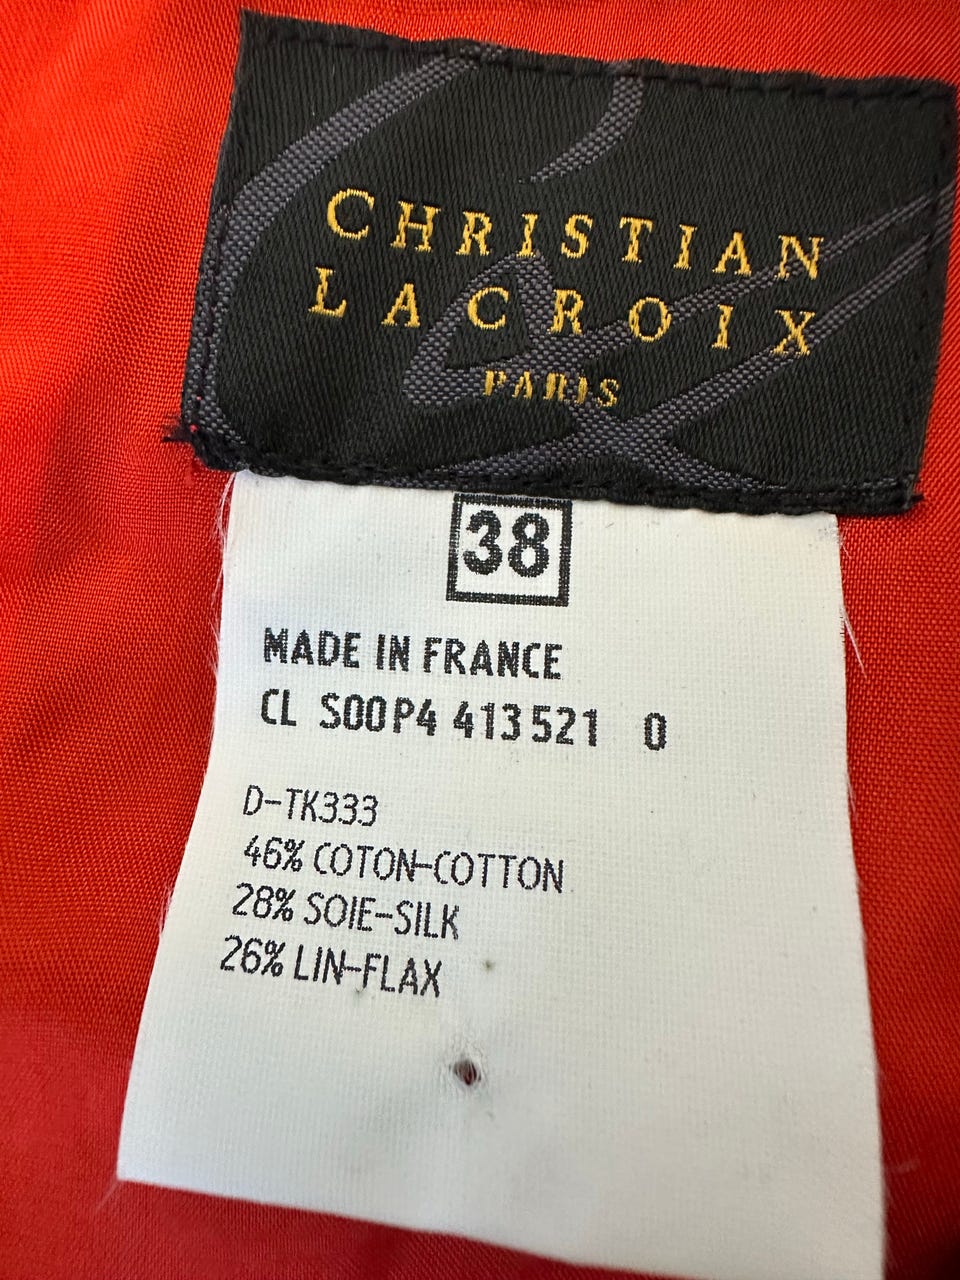 CHRISTIAN
LACROIX
PARIS
38
MADE IN FRANCE
CL S00P4 413521 0
D-TK333
46% COTON-COTTON
28% SOIE-SILK
26% LIN-FLAX